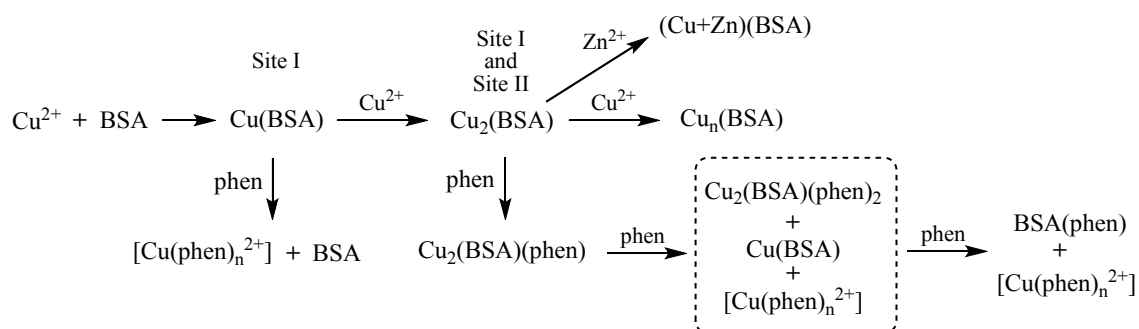 Site I
Site I
and
Site II
Zn²⁺
(Cu+Zn)(BSA)
Cu²⁺ + BSA
Cu(BSA)
Cu²⁺
Cu₂(BSA)
Cu²⁺
Cuₙ(BSA)
phen
phen
[Cu(phen)ₙ²⁺] + BSA
Cu₂(BSA)(phen)
phen
Cu₂(BSA)(phen)₂
+
Cu(BSA)
+
[Cu(phen)ₙ²⁺]
phen
BSA(phen)
+
[Cu(phen)ₙ²⁺]